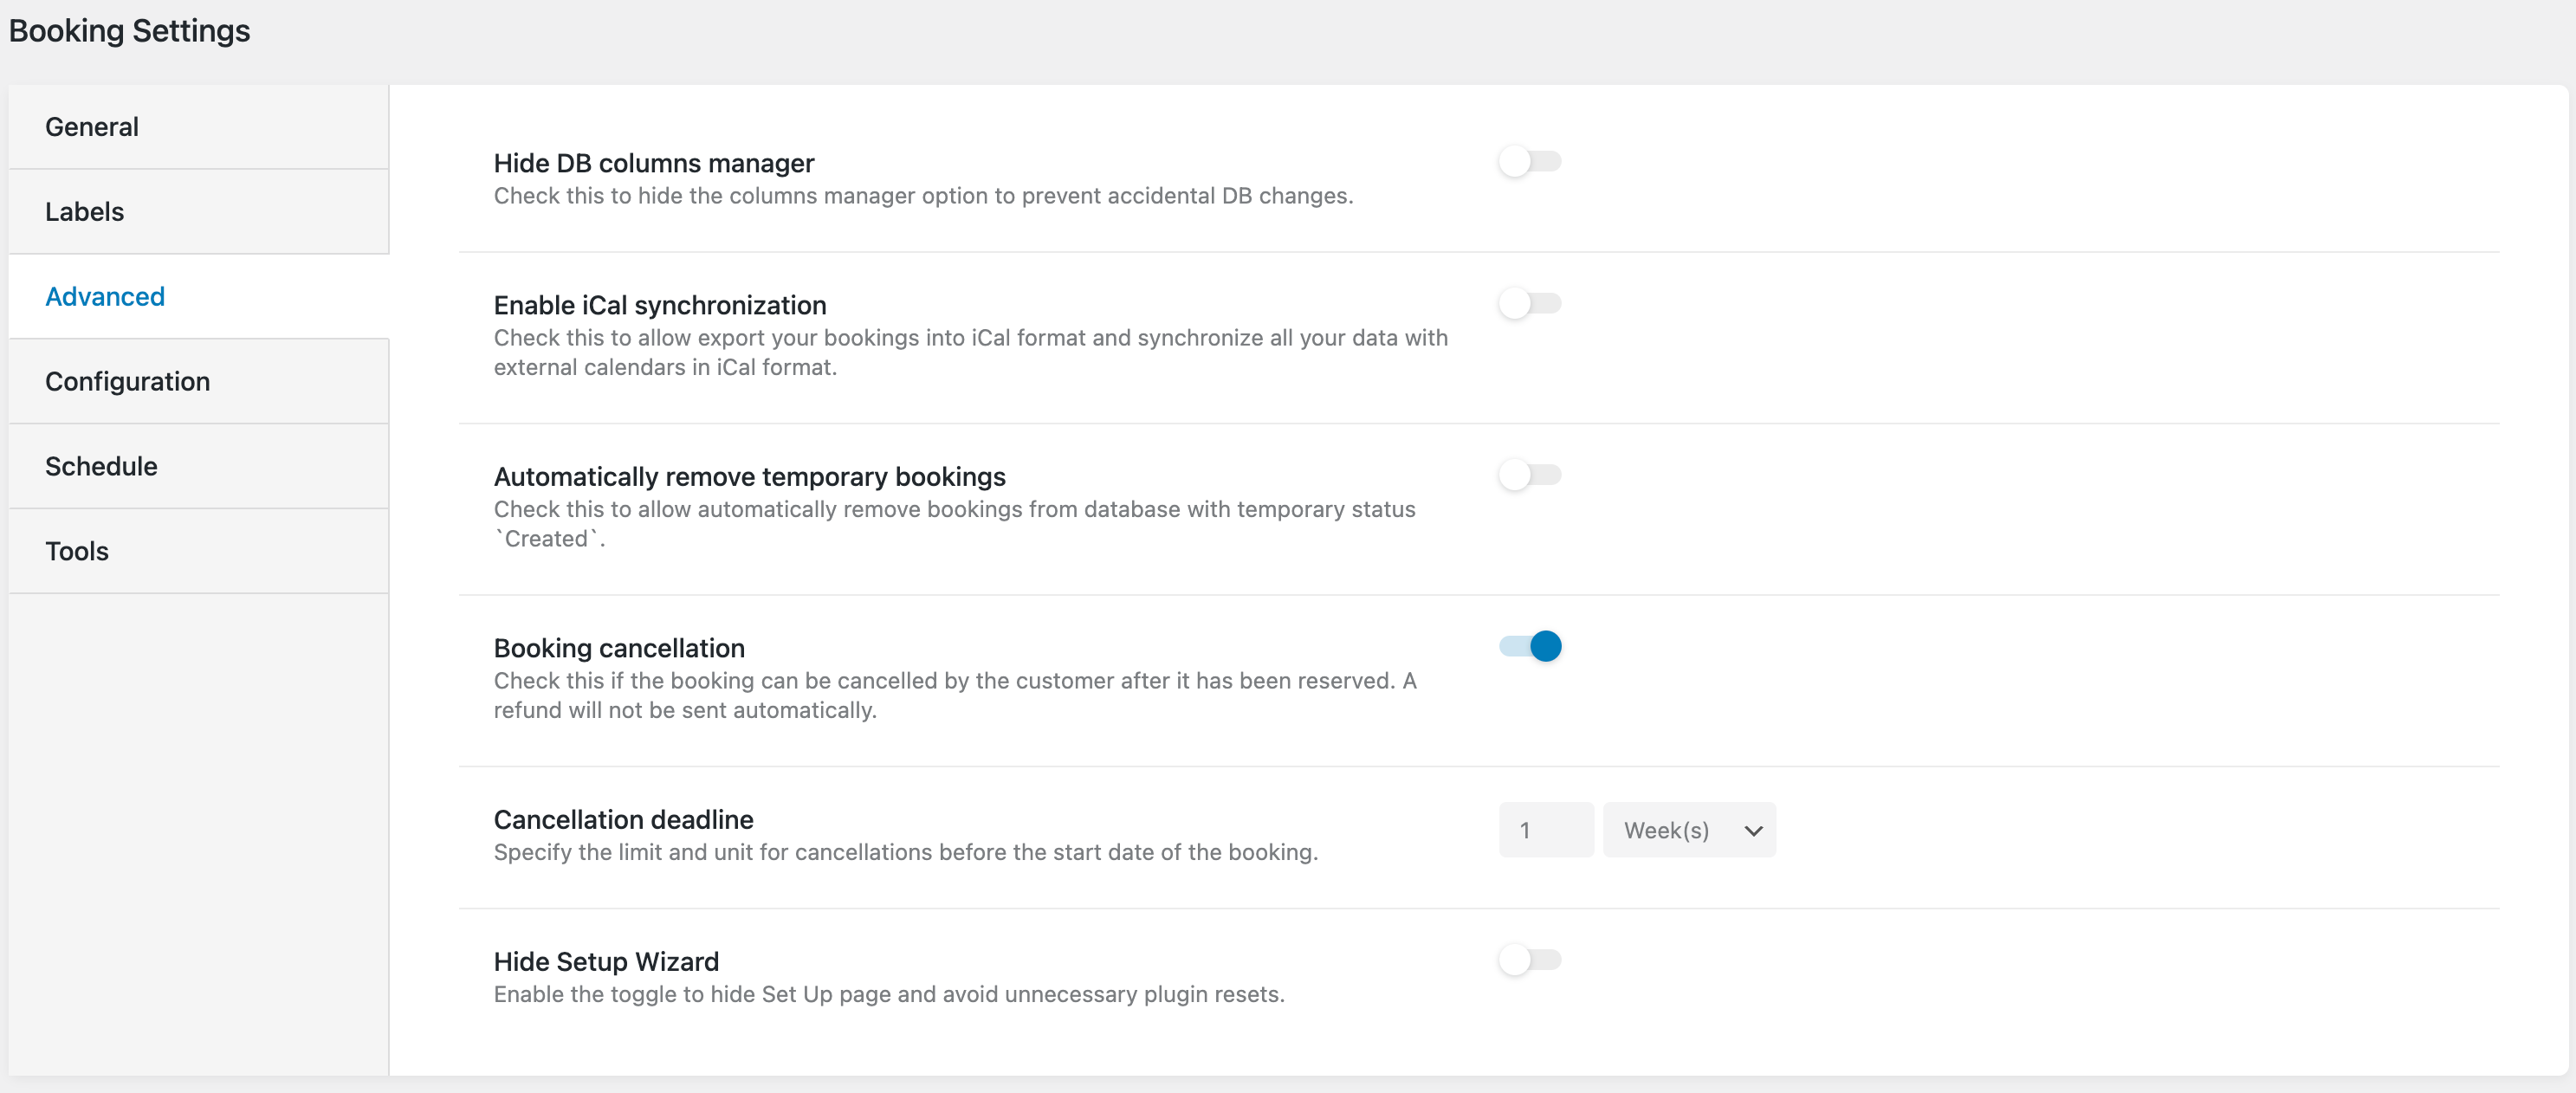 Booking Settings
General
Labels
Advanced
Configuration
Schedule
Tools
Hide DB columns manager
Check this to hide the columns manager option to prevent accidental DB changes.
Enable iCal synchronization
Check this to allow export your bookings into iCal format and synchronize all your data with
external calendars in iCal format.
Automatically remove temporary bookings
Check this to allow automatically remove bookings from database with temporary status
`Created`.
Booking cancellation
Check this if the booking can be cancelled by the customer after it has been reserved. A
refund will not be sent automatically.
Cancellation deadline
Specify the limit and unit for cancellations before the start date of the booking.
1 Week(s)
Hide Setup Wizard
Enable the toggle to hide Set Up page and avoid unnecessary plugin resets.